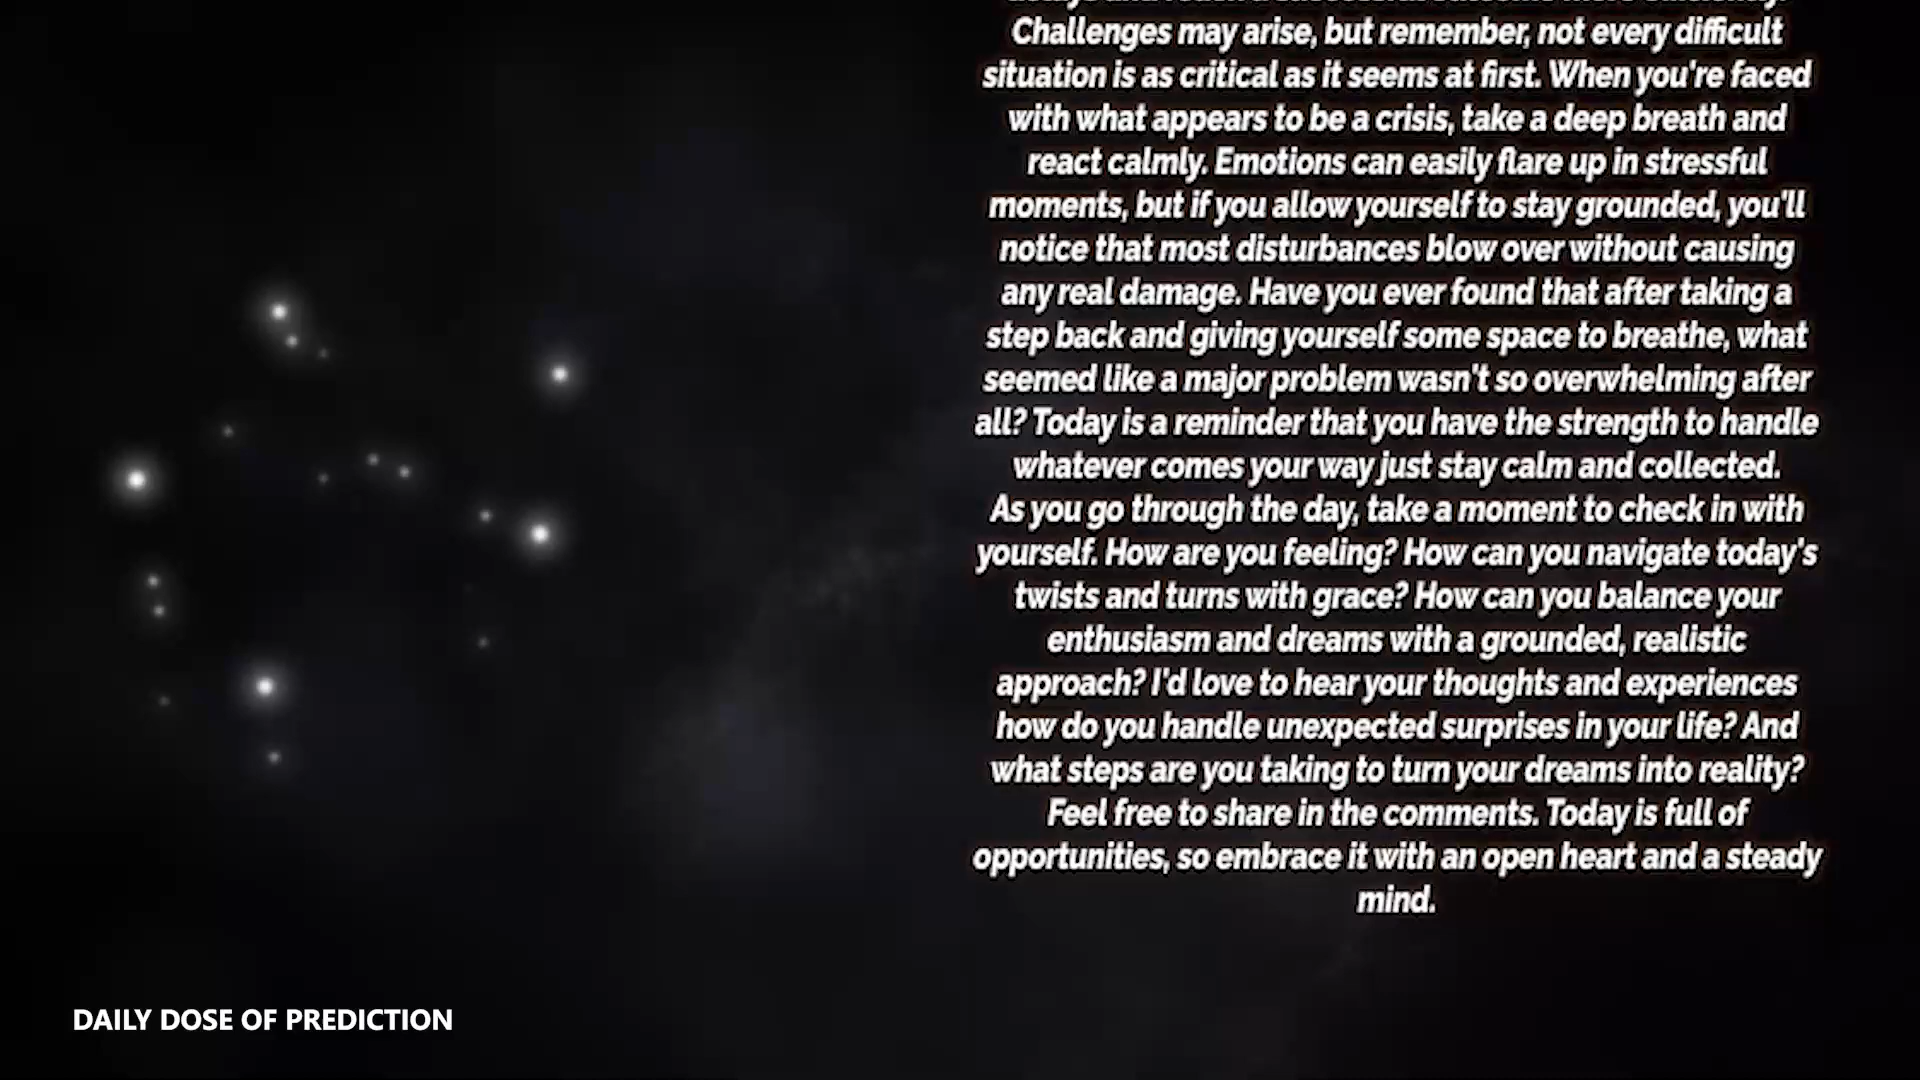 Challenges may arise, but remember, not every difficult
situation is as critical as it seems at first. When you're faced
with what appears to be a crisis, take a deep breath and
react calmly. Emotions can easily flare up in stressful
moments, but if you allow yourself to stay grounded, you'll
notice that most disturbances blow over without causing
any real damage. Have you ever found that after taking a
step back and giving yourself some space to breathe, what
seemed like a major problem wasn't so overwhelming after
all? Today is a reminder that you have the strength to handle
whatever comes your way just stay calm and collected.
As you go through the day, take a moment to check in with
yourself. How are you feeling? How can you navigate today's
twists and turns with grace? How can you balance your
enthusiasm and dreams with a grounded, realistic
approach? I'd love to hear your thoughts and experiences
how do you handle unexpected surprises in your life? And
what steps are you taking to turn your dreams into reality?
Feel free to share in the comments. Today is full of
opportunities, so embrace it with an open heart and a steady
mind.
DAILY DOSE OF PREDICTION